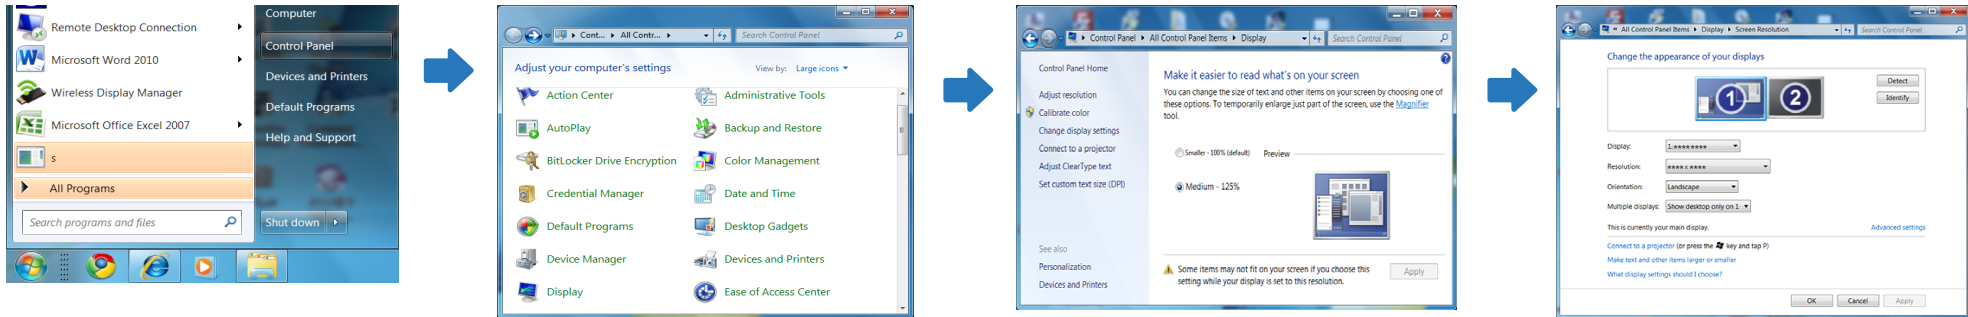 Remote Desktop Connection
Microsoft Word 2010
Wireless Display Manager
Microsoft Office Excel 2007
s
All Programs
Search programs and files
Computer
Control Panel
Devices and Printers
Default Programs
Help and Support
Shut down
Cont... All Contr...
Search Control Panel
Adjust your computer's settings
View by: Large icons
Action Center
Administrative Tools
AutoPlay
Backup and Restore
BitLocker Drive Encryption
Color Management
Credential Manager
Date and Time
Default Programs
Desktop Gadgets
Device Manager
Devices and Printers
Display
Ease of Access Center
Control Panel All Control Panel Items Display
Search Control Panel
Control Panel Home
Adjust resolution
Calibrate color
Change display settings
Connect to a projector
Adjust ClearType text
Set custom text size (DPI)
See also
Personalization
Devices and Printers
Make it easier to read what's on your screen
You can change the size of text and other items on your screen by choosing one of
these options. To temporarily enlarge just part of the screen, use the Magnifier
tool.
Smaller - 100% (default) Preview
Medium - 125%
Some items may not fit on your screen if you choose this
setting while your display is set to this resolution.
Apply
« All Control Panel Items Display Screen Resolution
Search Control Panel
Change the appearance of your displays
1 2
Detect
Identify
Display: 1.********
Resolution: **** x ****
Orientation: Landscape
Multiple displays: Show desktop only on 1
This is currently your main display.
Advanced settings
Connect to a projector (or press the key and tap P)
Make text and other items larger or smaller
What display settings should I choose?
OK Cancel Apply